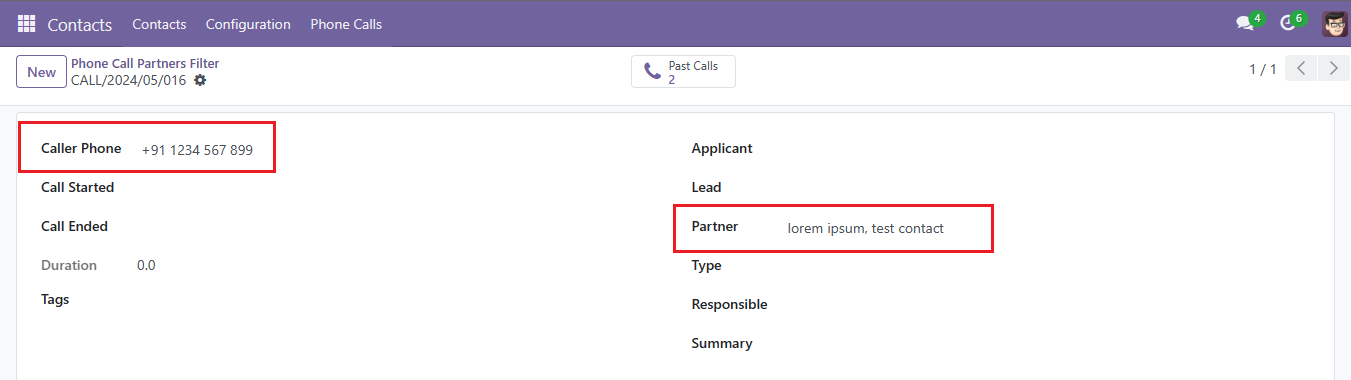 Contacts Contacts Configuration Phone Calls 4 6
New Phone Call Partners Filter Past Calls
CALL/2024/05/016 2 1 / 1
Caller Phone +91 1234 567 899 Applicant
Call Started Lead
Call Ended Partner lorem ipsum, test contact
Duration 0.0 Type
Tags Responsible
Summary